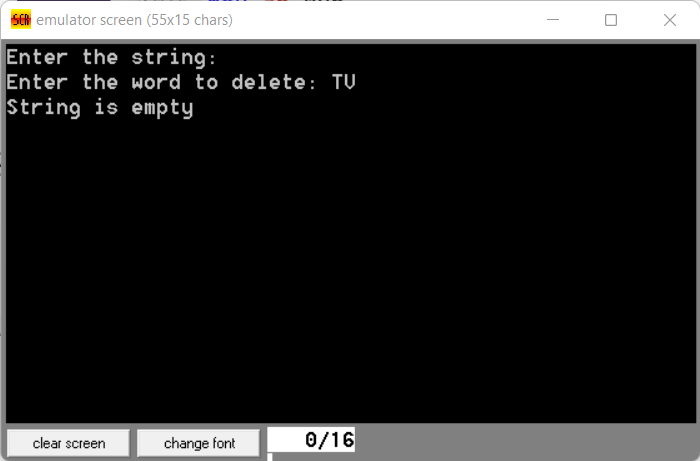 SCR emulator screen (55x15 chars)
Enter the string:
Enter the word to delete: TV
String is empty
clear screen change font 0/16